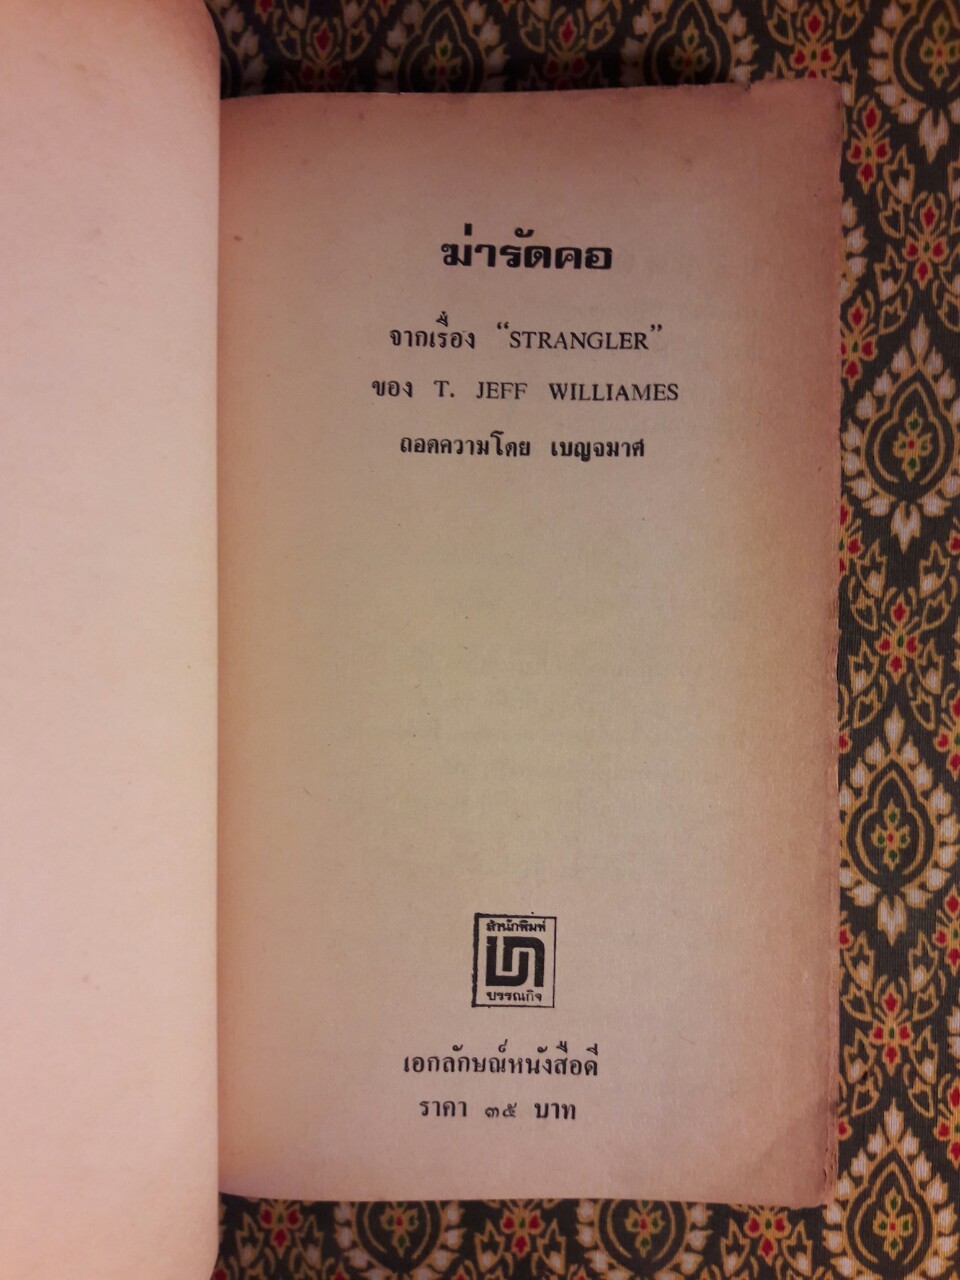 ฆ่ารัดคอ
จากเรื่อง "STRANGLER"
ของ T. JEFF WILLIAMES
ถอดความโดย เบญจมาศ
สำนักพิมพ์
บรรณกิจ
เอกลักษณ์หนังสือดี
ราคา ๓๕ บาท